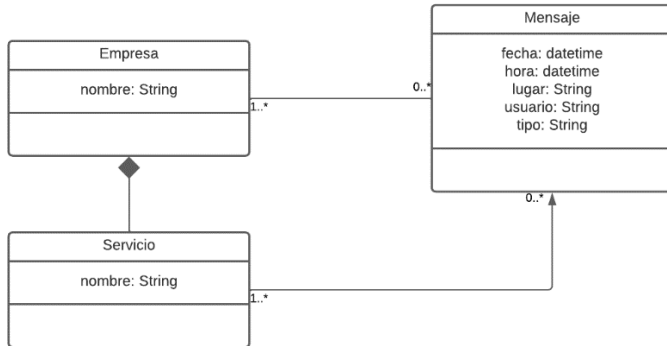 Mensaje
fecha: datetime
hora: datetime
lugar: String
usuario: String
tipo: String
Empresa
nombre: String
1..*
0..*
0..*
Servicio
nombre: String
1..*